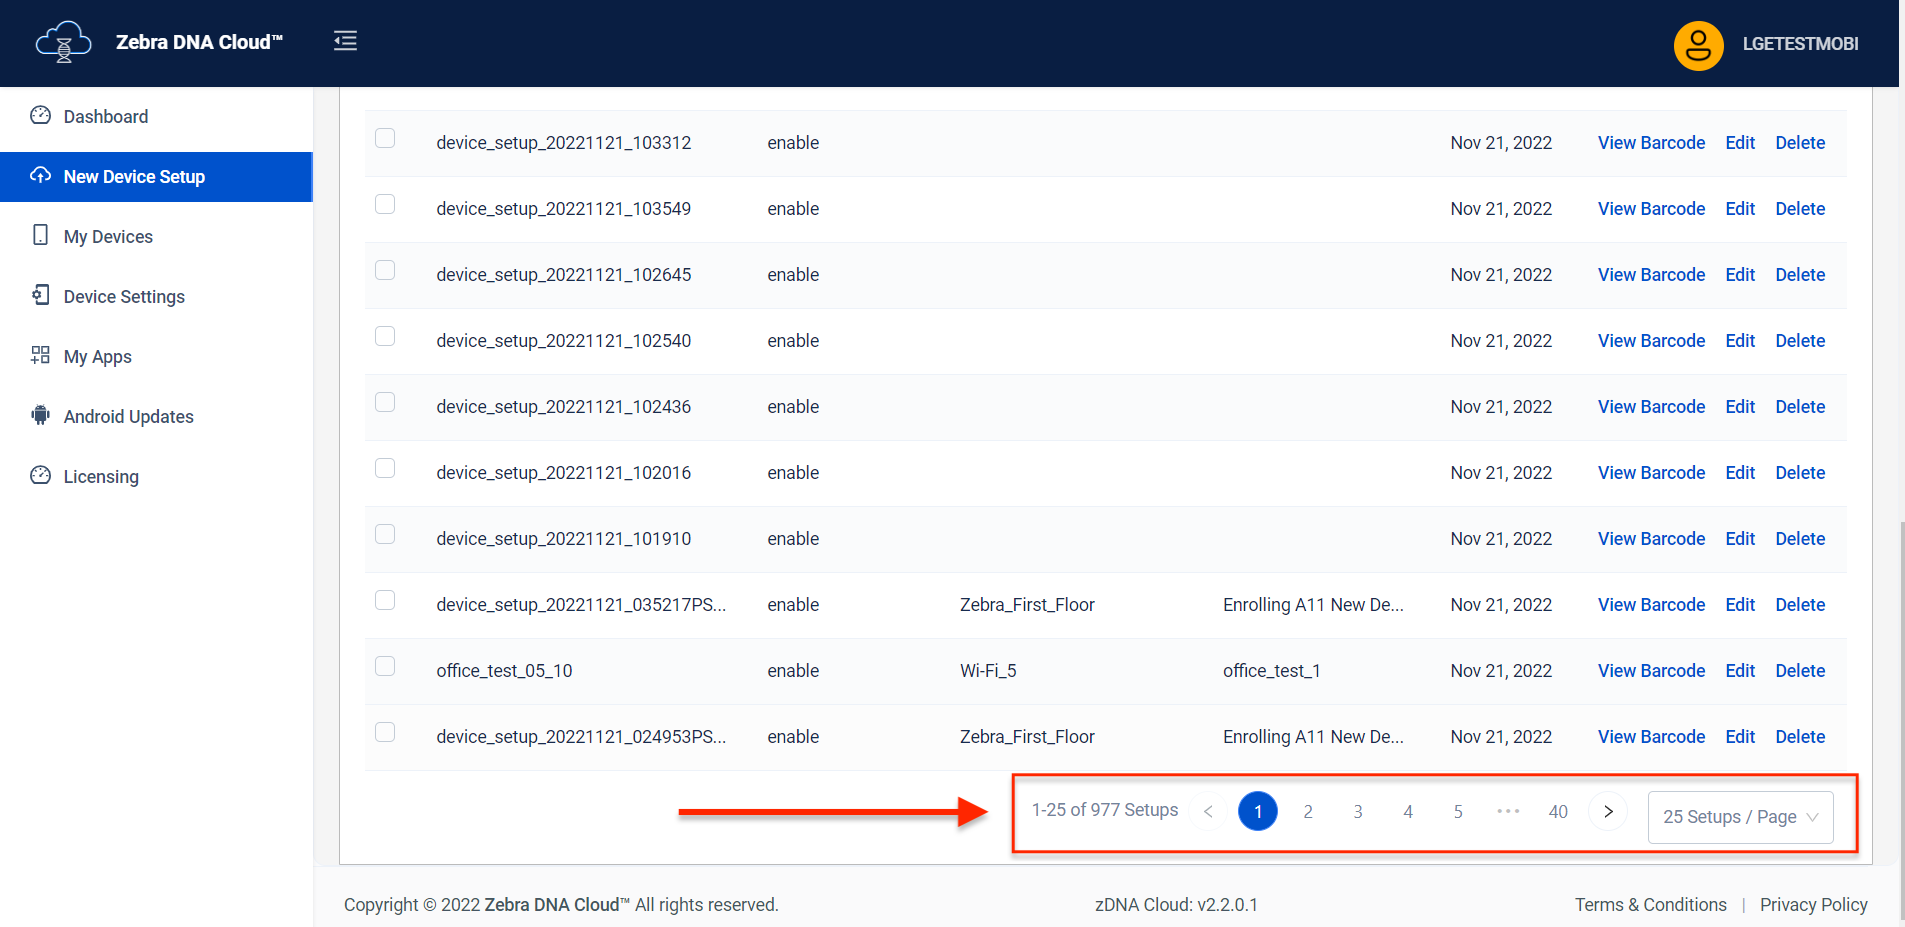 Zebra DNA Cloud™
LGETESTMOBI
Dashboard
New Device Setup
My Devices
Device Settings
My Apps
Android Updates
Licensing
device_setup_20221121_103312 enable Nov 21, 2022 View Barcode Edit Delete
device_setup_20221121_103549 enable Nov 21, 2022 View Barcode Edit Delete
device_setup_20221121_102645 enable Nov 21, 2022 View Barcode Edit Delete
device_setup_20221121_102540 enable Nov 21, 2022 View Barcode Edit Delete
device_setup_20221121_102436 enable Nov 21, 2022 View Barcode Edit Delete
device_setup_20221121_102016 enable Nov 21, 2022 View Barcode Edit Delete
device_setup_20221121_101910 enable Nov 21, 2022 View Barcode Edit Delete
device_setup_20221121_035217PS... enable Zebra_First_Floor Enrolling A11 New De... Nov 21, 2022 View Barcode Edit Delete
office_test_05_10 enable Wi-Fi_5 office_test_1 Nov 21, 2022 View Barcode Edit Delete
device_setup_20221121_024953PS... enable Zebra_First_Floor Enrolling A11 New De... Nov 21, 2022 View Barcode Edit Delete
1-25 of 977 Setups < 1 2 3 4 5 ••• 40 > 25 Setups / Page
Copyright © 2022 Zebra DNA Cloud™ All rights reserved. zDNA Cloud: v2.2.0.1 Terms & Conditions | Privacy Policy